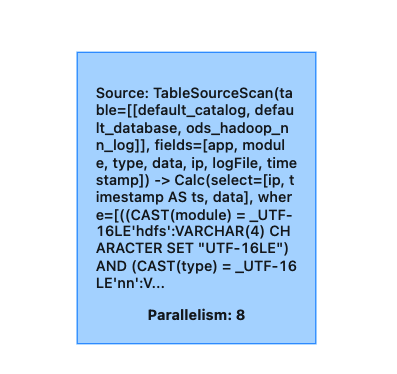 Source: TableSourceScan(ta
ble=[[default_catalog, defau
lt_database, ods_hadoop_n
n_log]], fields=[app, modul
e, type, data, ip, logFile, time
stamp]) -> Calc(select=[ip, t
imestamp AS ts, data], wher
e=[((CAST(module) = _UTF-
16LE'hdfs':VARCHAR(4) CH
ARACTER SET "UTF-16LE")
AND (CAST(type) = _UTF-16
LE'nn':V...
Parallelism: 8